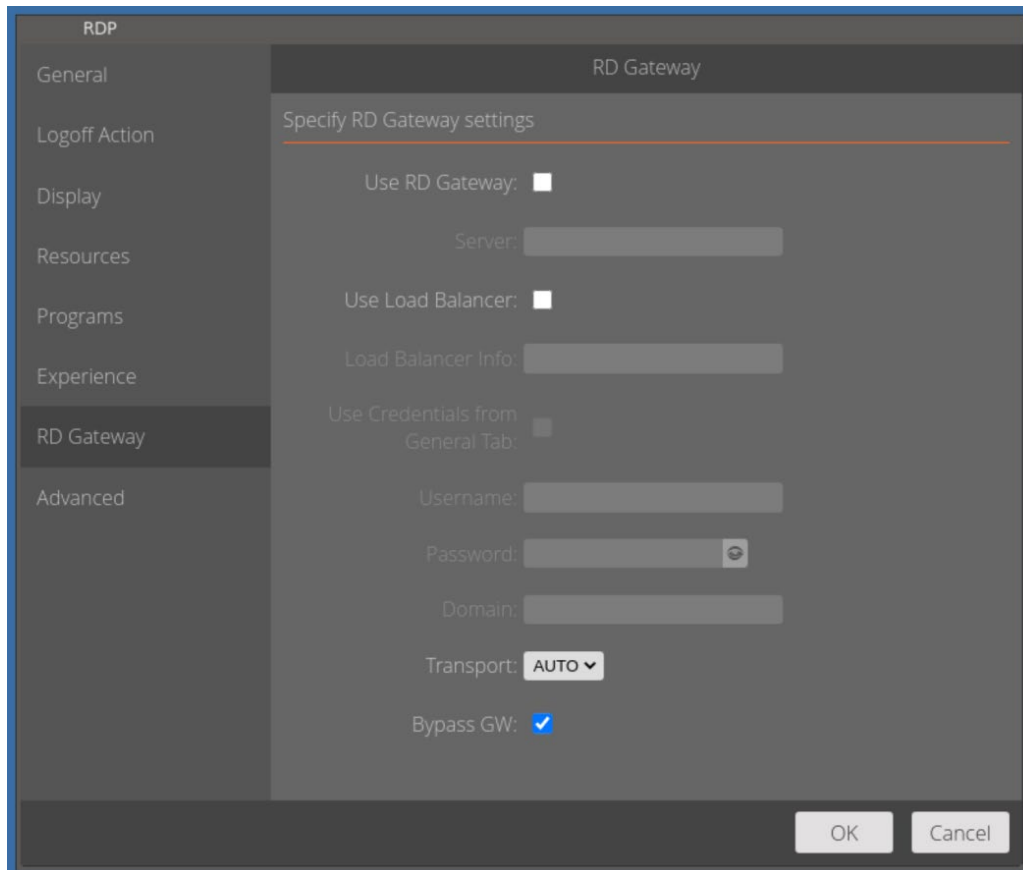 RDP
General
Logoff Action
Display
Resources
Programs
Experience
RD Gateway
Advanced
RD Gateway
Specify RD Gateway settings
Use RD Gateway:
Server:
Use Load Balancer:
Load Balancer Info:
Use Credentials from
General Tab:
Username:
Password:
Domain:
Transport: AUTO
Bypass GW:
OK Cancel